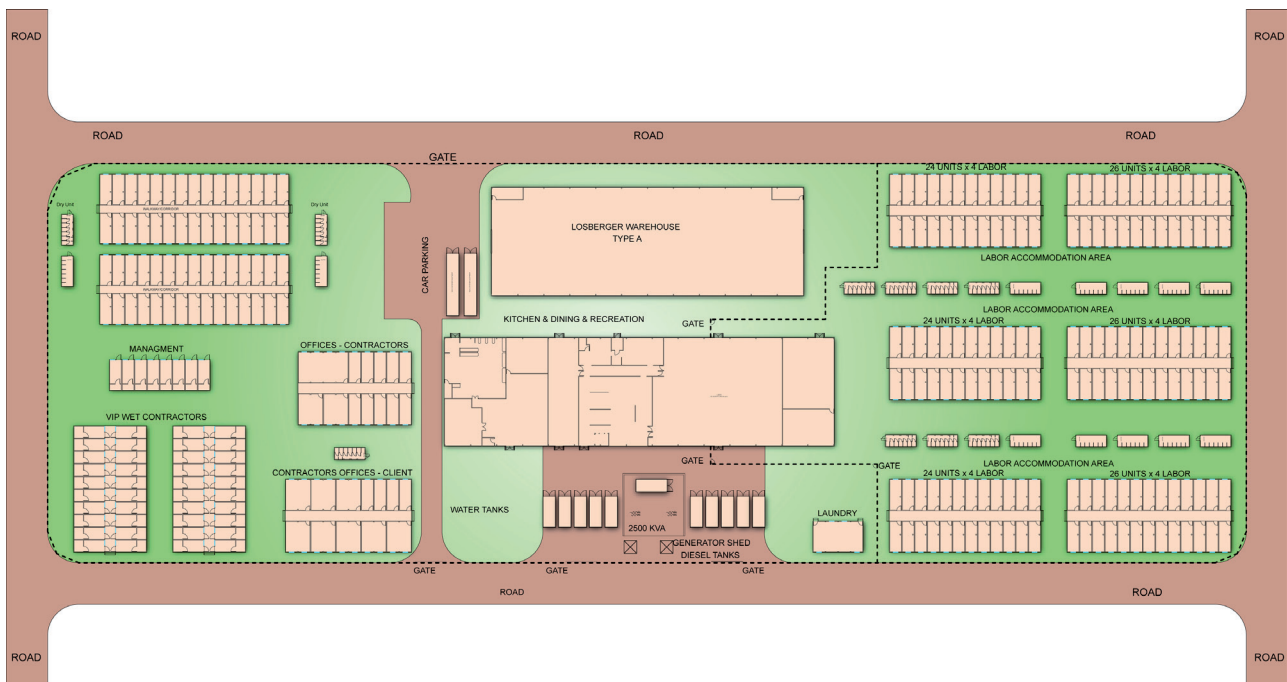 ROAD
ROAD
ROAD
ROAD
ROAD
GATE
24 UNITS x 4 LABOR
26 UNITS x 4 LABOR
Dry Unit
Dry Unit
WALKWAY/CORRIDOR
LOSBERGER WAREHOUSE
TYPE A
CAR PARKING
LABOR ACCOMMODATION AREA
WALKWAY/CORRIDOR
LABOR ACCOMMODATION AREA
KITCHEN & DINING & RECREATION
GATE
24 UNITS x 4 LABOR
26 UNITS x 4 LABOR
MANAGMENT
OFFICES - CONTRACTORS
VIP WET CONTRACTORS
GATE
GATE
LABOR ACCOMMODATION AREA
CONTRACTORS OFFICES - CLIENT
24 UNITS x 4 LABOR
26 UNITS x 4 LABOR
WATER TANKS
LAUNDRY
2500 KVA
GENERATOR SHED
DIESEL TANKS
GATE
GATE
GATE
ROAD
ROAD
ROAD
ROAD